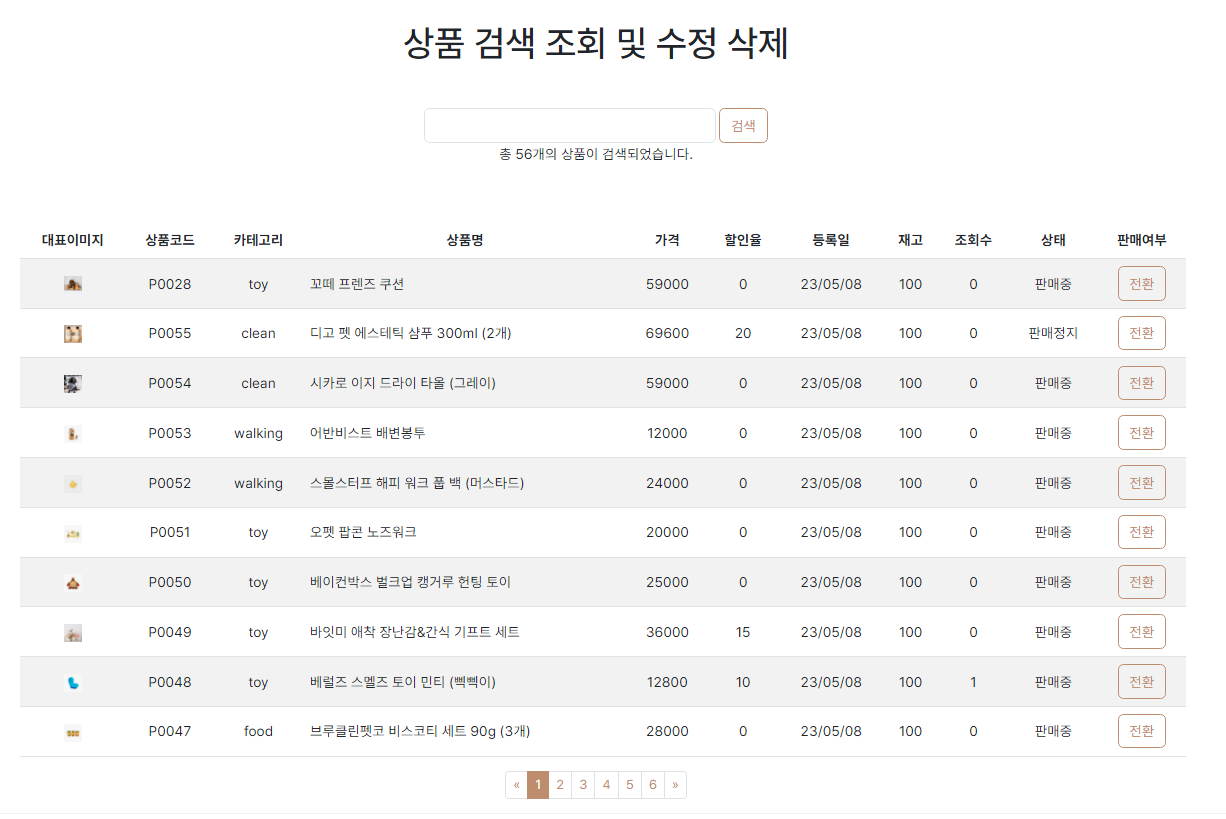 상품 검색 조회 및 수정 삭제
검색
총 56개의 상품이 검색되었습니다.
대표이미지 상품코드 카테고리 상품명 가격 할인율 등록일 재고 조회수 상태 판매여부
P0028 toy 꼬떼 프렌즈 쿠션 59000 0 23/05/08 100 0 판매중 전환
P0055 clean 디고 펫 에스테틱 샴푸 300ml (2개) 69600 20 23/05/08 100 0 판매정지 전환
P0054 clean 시카로 이지 드라이 타올 (그레이) 59000 0 23/05/08 100 0 판매중 전환
P0053 walking 어반비스트 배변봉투 12000 0 23/05/08 100 0 판매중 전환
P0052 walking 스몰스터프 해피 워크 풉 백 (머스타드) 24000 0 23/05/08 100 0 판매중 전환
P0051 toy 오펫 팝콘 노즈워크 20000 0 23/05/08 100 0 판매중 전환
P0050 toy 베이컨박스 벌크업 캥거루 헌팅 토이 25000 0 23/05/08 100 0 판매중 전환
P0049 toy 바잇미 애착 장난감&간식 기프트 세트 36000 15 23/05/08 100 0 판매중 전환
P0048 toy 베럴즈 스멜즈 토이 민티 (삑삑이) 12800 10 23/05/08 100 1 판매중 전환
P0047 food 브루클린펫코 비스코티 세트 90g (3개) 28000 0 23/05/08 100 0 판매중 전환
« 1 2 3 4 5 6 »